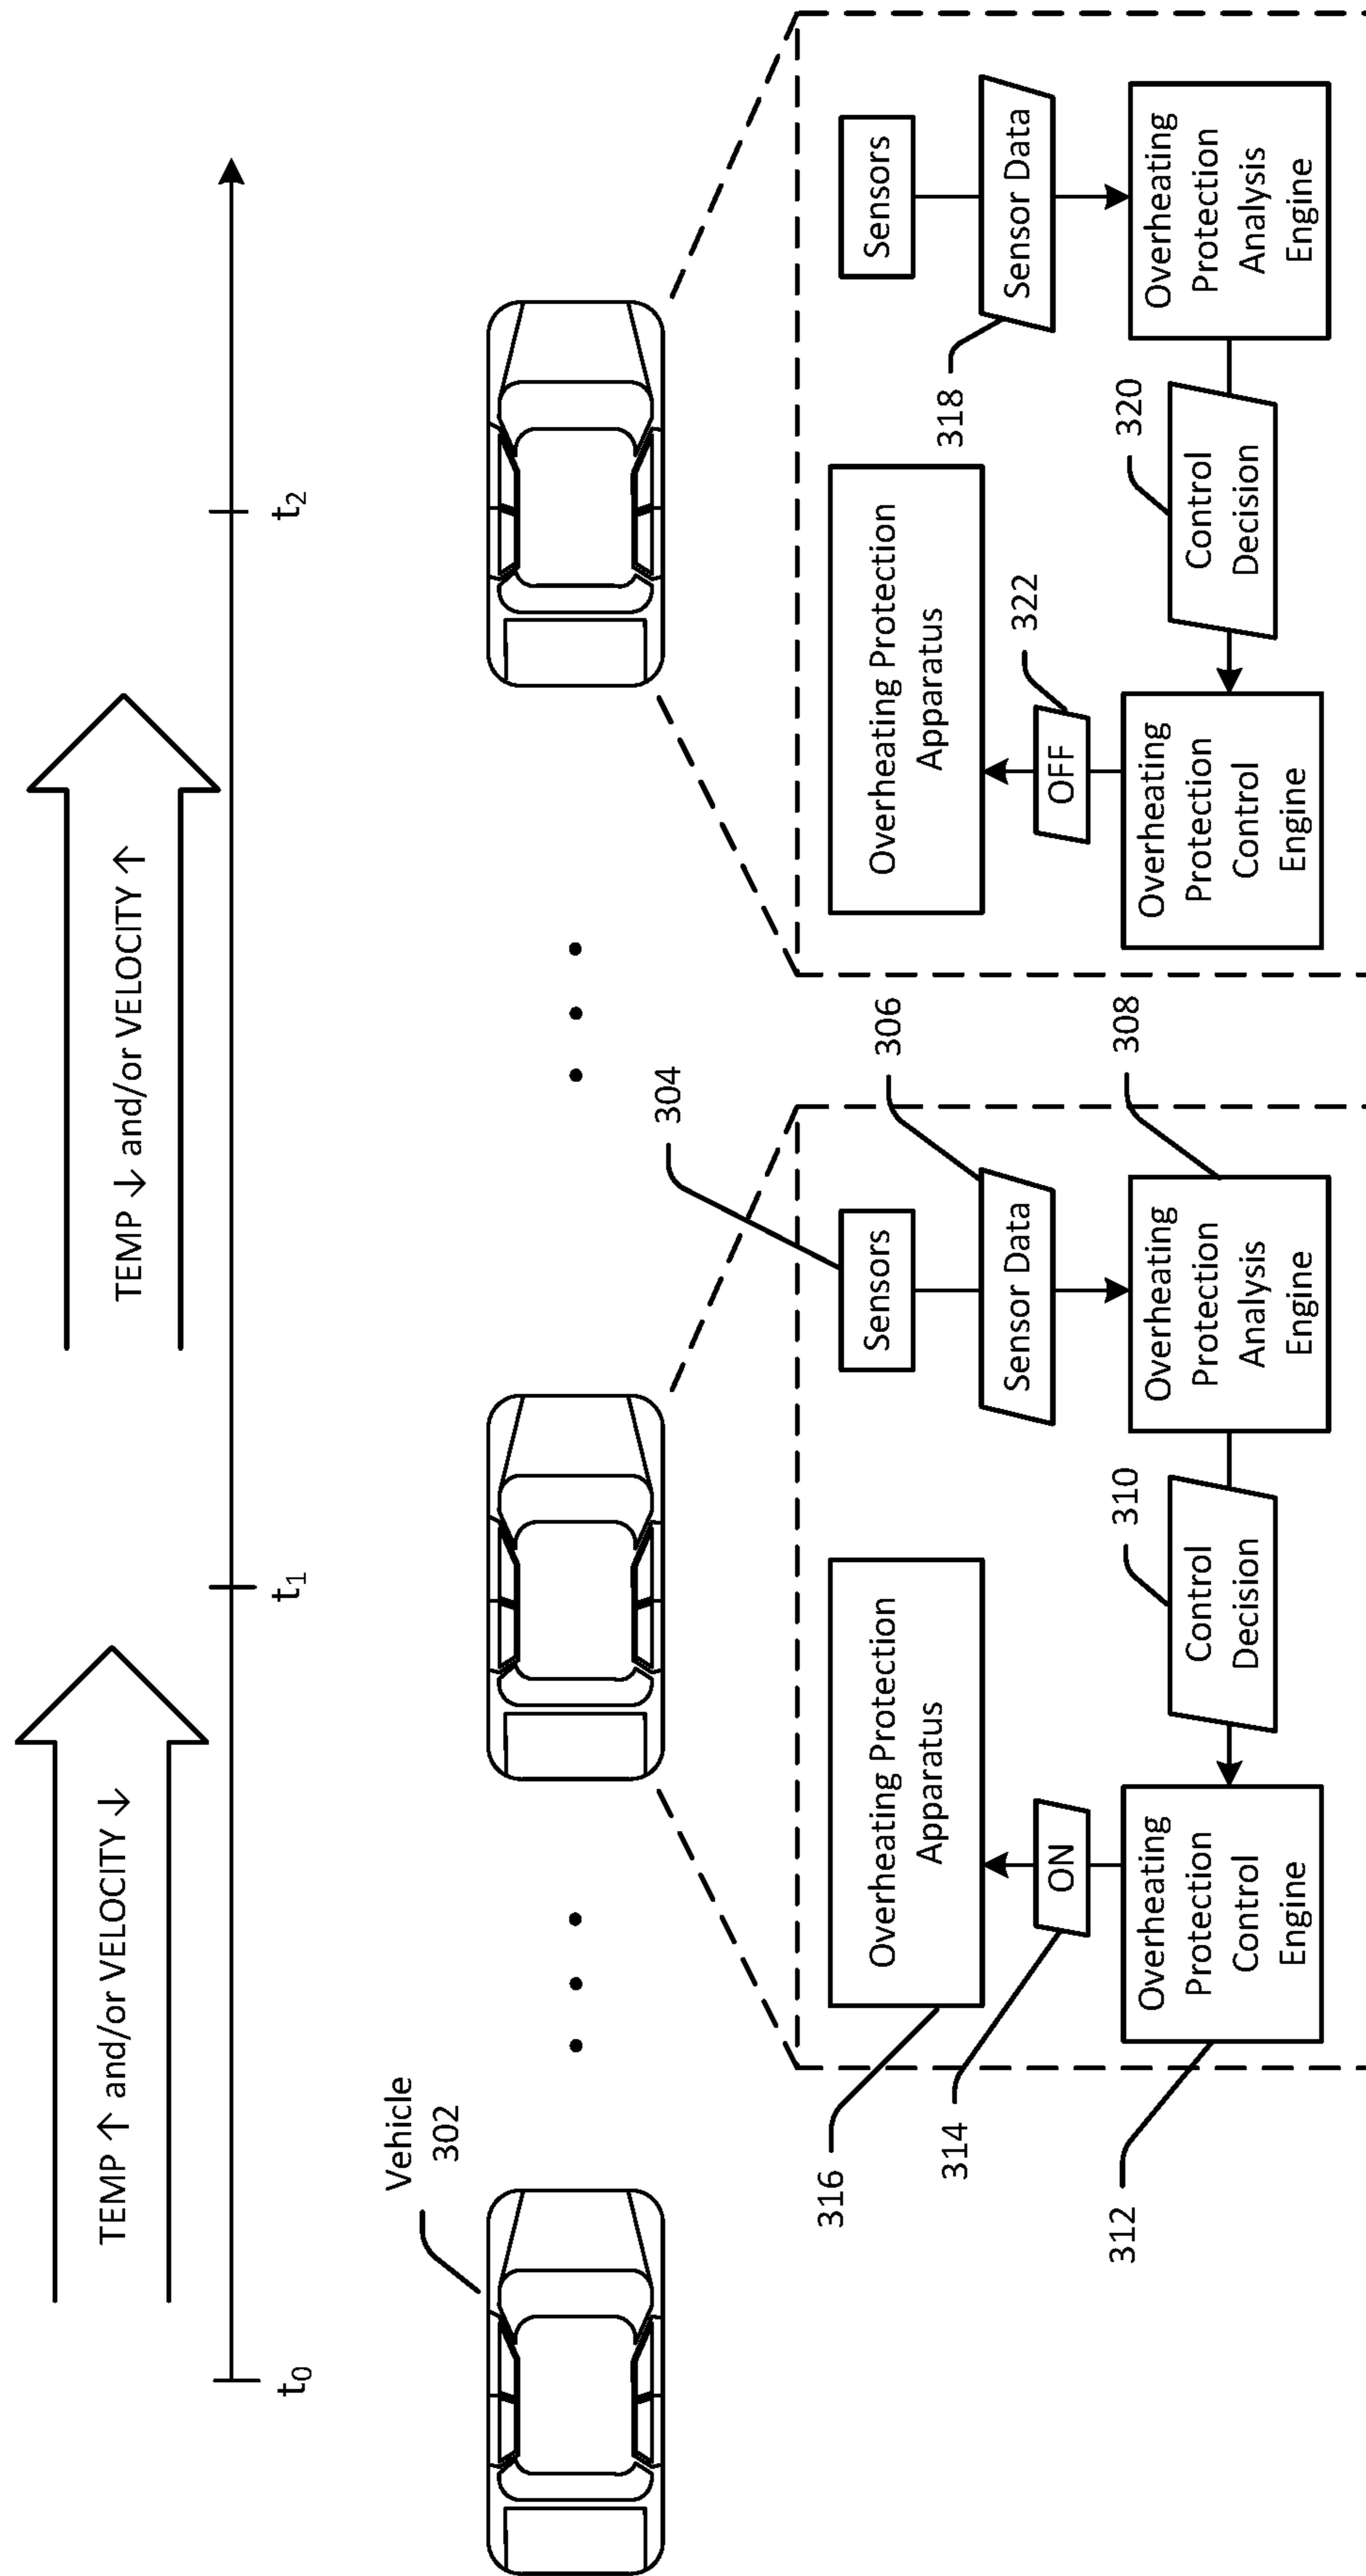 TEMP ↑ and/or VELOCITY ↓
TEMP ↓ and/or VELOCITY ↑
t0
t1
t2
Vehicle
302
304
Sensors
306
Sensor Data
308
Overheating
Protection
Analysis
Engine
310
Control
Decision
312
Overheating
Protection
Control
Engine
314
ON
316
Overheating Protection
Apparatus
Sensors
318
Sensor Data
Overheating
Protection
Analysis
Engine
320
Control
Decision
Overheating
Protection
Control
Engine
322
OFF
Overheating Protection
Apparatus